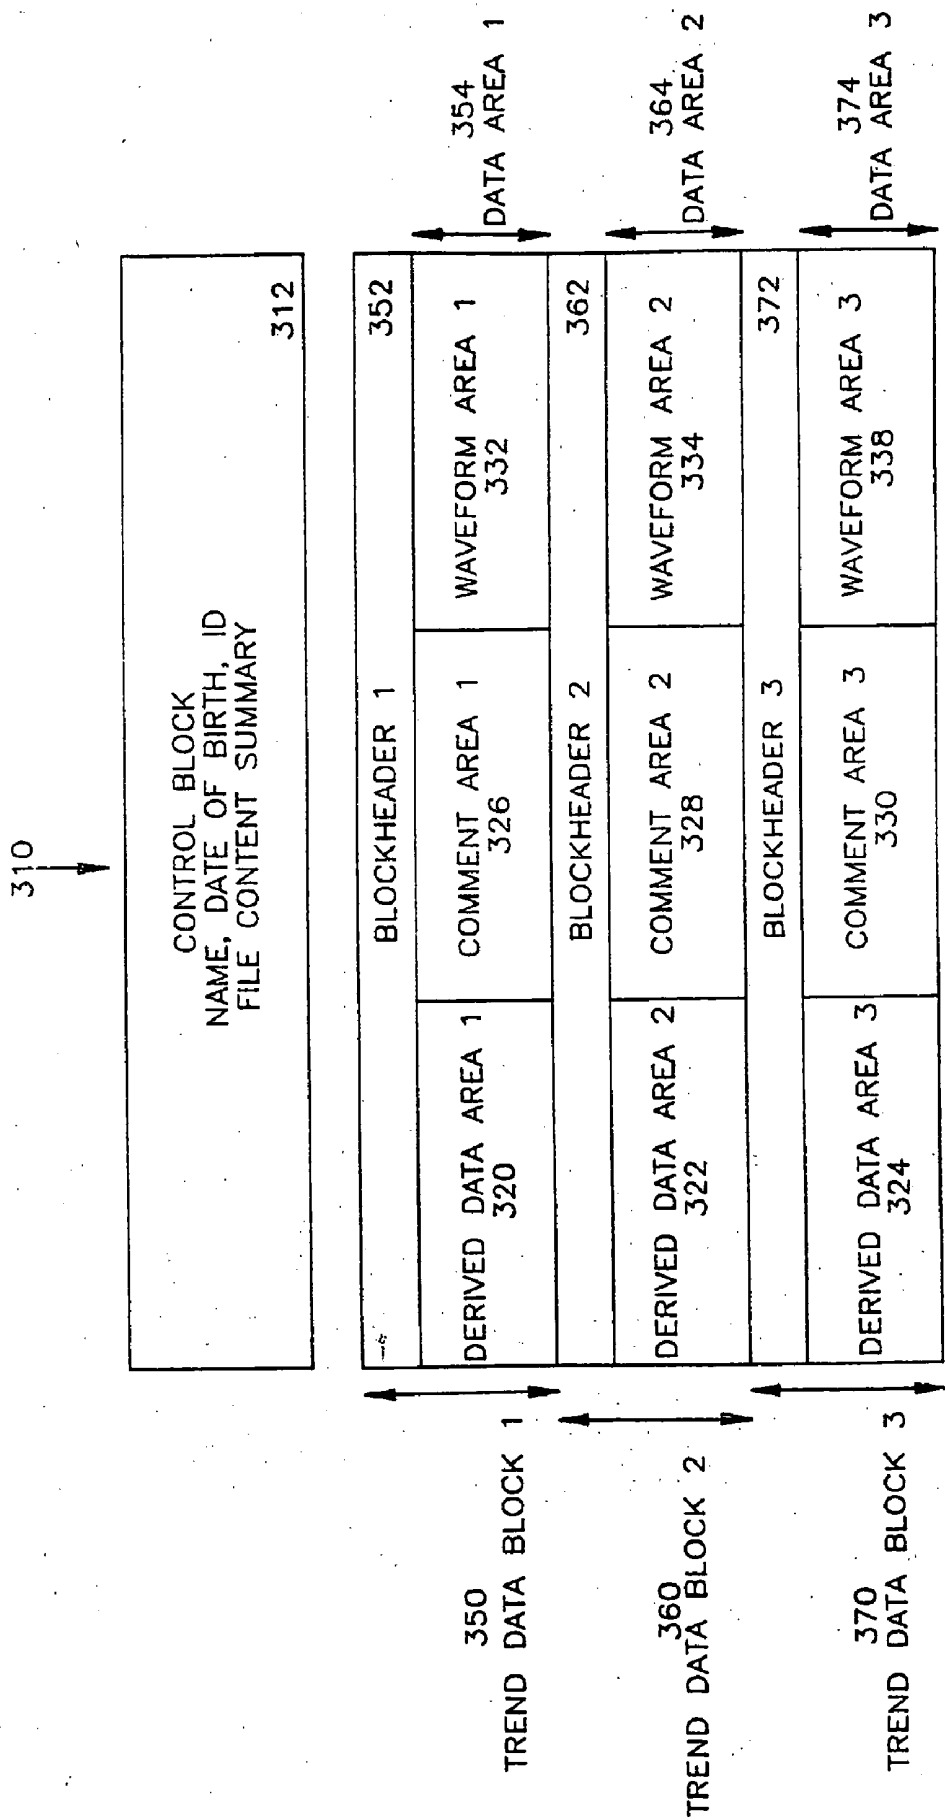 310
CONTROL BLOCK
NAME, DATE OF BIRTH, ID
FILE CONTENT SUMMARY
312
BLOCKHEADER 1
352
350
TREND DATA BLOCK 1
DERIVED DATA AREA 1
320
COMMENT AREA 1
326
WAVEFORM AREA 1
332
354
DATA AREA 1
BLOCKHEADER 2
362
360
TREND DATA BLOCK 2
DERIVED DATA AREA 2
322
COMMENT AREA 2
328
WAVEFORM AREA 2
334
364
DATA AREA 2
BLOCKHEADER 3
372
370
TREND DATA BLOCK 3
DERIVED DATA AREA 3
324
COMMENT AREA 3
330
WAVEFORM AREA 3
338
374
DATA AREA 3